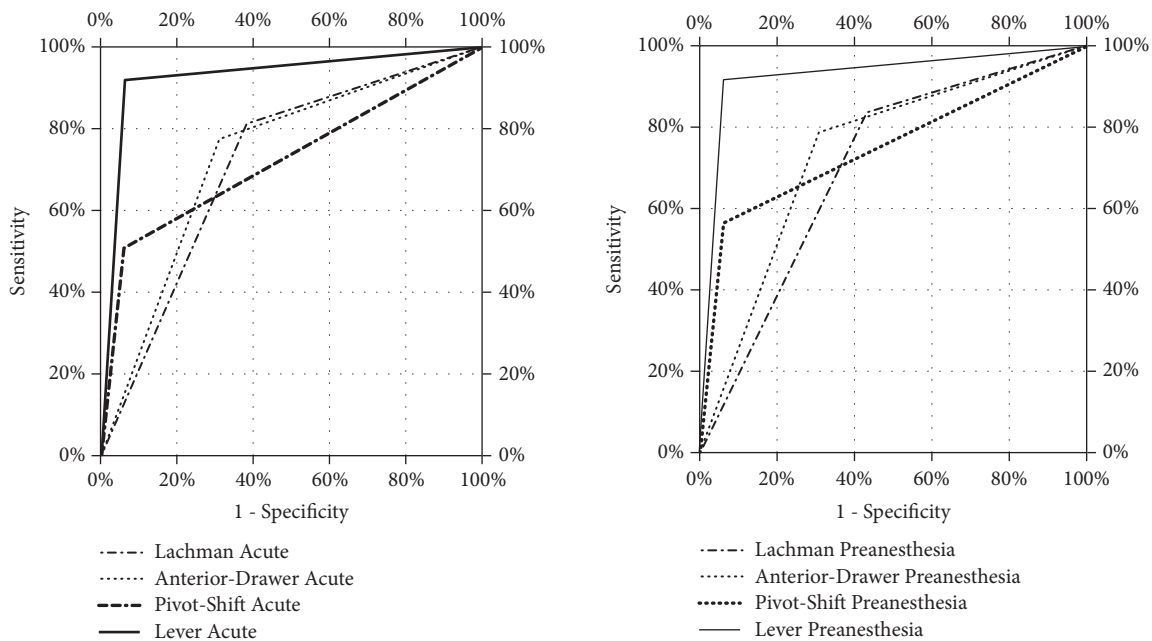 0% 20% 40% 60% 80% 100%
100% 100%
80% 80%
60% 60%
40% 40%
20% 20%
0% 0%
0% 20% 40% 60% 80% 100%
Sensitivity
1 - Specificity
Lachman Acute
Anterior-Drawer Acute
Pivot-Shift Acute
Lever Acute
0% 20% 40% 60% 80% 100%
100% 100%
80% 80%
60% 60%
40% 40%
20% 20%
0% 0%
0% 20% 40% 60% 80% 100%
Sensitivity
1 - Specificity
Lachman Preanesthesia
Anterior-Drawer Preanesthesia
Pivot-Shift Preanesthesia
Lever Preanesthesia